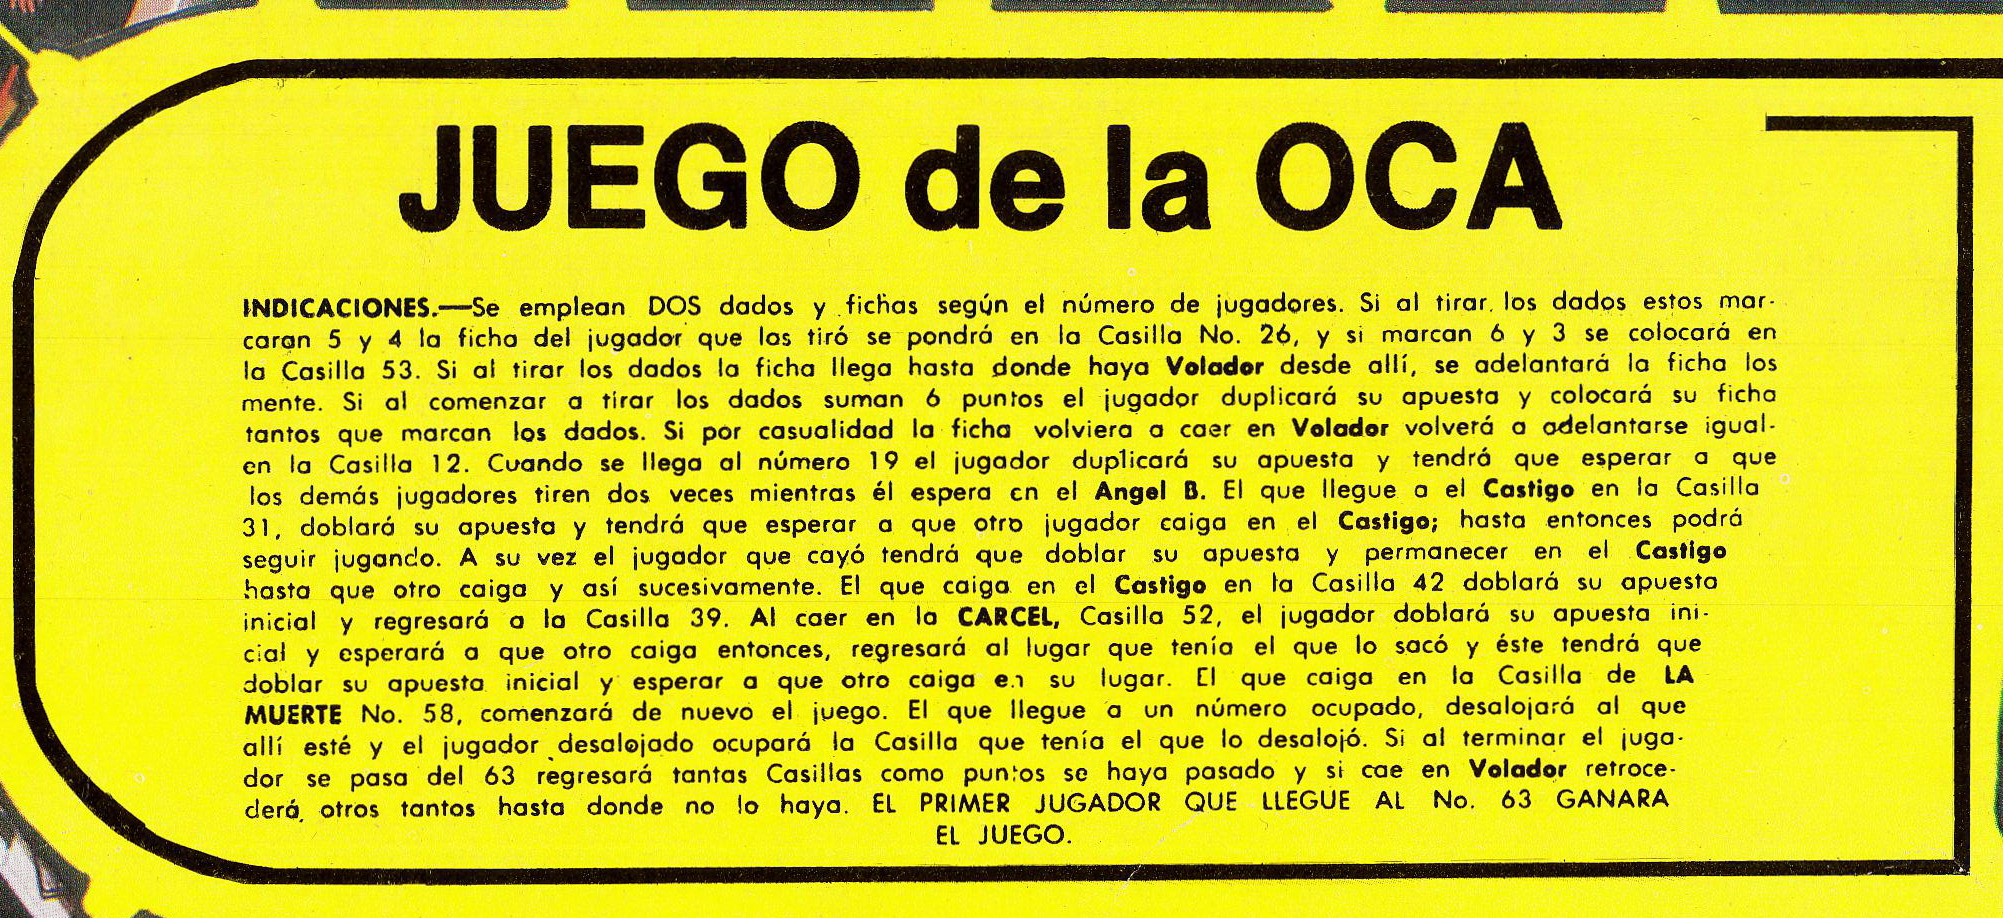 JUEGO de la OCA
INDICACIONES.—Se emplean DOS dados y fichas según el número de jugadores. Si al tirar los dados estos mar-
caran 5 y 4 la ficha del jugador que las tiró se pondrá en la Casilla No. 26, y si marcan 6 y 3 se colocará en
la Casilla 53. Si al tirar los dados la ficha llega hasta donde haya Volador desde allí, se adelantará la ficha los
mente. Si al comenzar a tirar los dados suman 6 puntos el jugador duplicará su apuesta y colocará su ficha
tantos que marcan los dados. Si por casualidad la ficha volviera a caer en Volador volverá a adelantarse igual-
en la Casilla 12. Cuando se llega al número 19 el jugador duplicará su apuesta y tendrá que esperar a que
los demás jugadores tiren dos veces mientras él espera en el Angel B. El que llegue a el Castigo en la Casilla
31, doblará su apuesta y tendrá que esperar a que otro jugador caiga en el Castigo; hasta entonces podrá
seguir jugando. A su vez el jugador que cayó tendrá que doblar su apuesta y permanecer en el Castigo
hasta que otro caiga y así sucesivamente. El que caiga en el Castigo en la Casilla 42 doblará su apuesta
inicial y regresará a la Casilla 39. Al caer en la CARCEL, Casilla 52, el jugador doblará su apuesta ini-
cial y esperará a que otro caiga entonces, regresará al lugar que tenía el que lo sacó y éste tendrá que
doblar su apuesta inicial y esperar a que otro caiga en su lugar. El que caiga en la Casilla de LA
MUERTE No. 58, comenzará de nuevo el juego. El que llegue a un número ocupado, desalojará al que
allí esté y el jugador desalojado ocupará la Casilla que tenía el que lo desalojó. Si al terminar el juga-
dor se pasa del 63 regresará tantas Casillas como puntos se haya pasado y si cae en Volador retroce-
derá otros tantos hasta donde no lo haya. EL PRIMER JUGADOR QUE LLEGUE AL No. 63 GANARA
EL JUEGO.